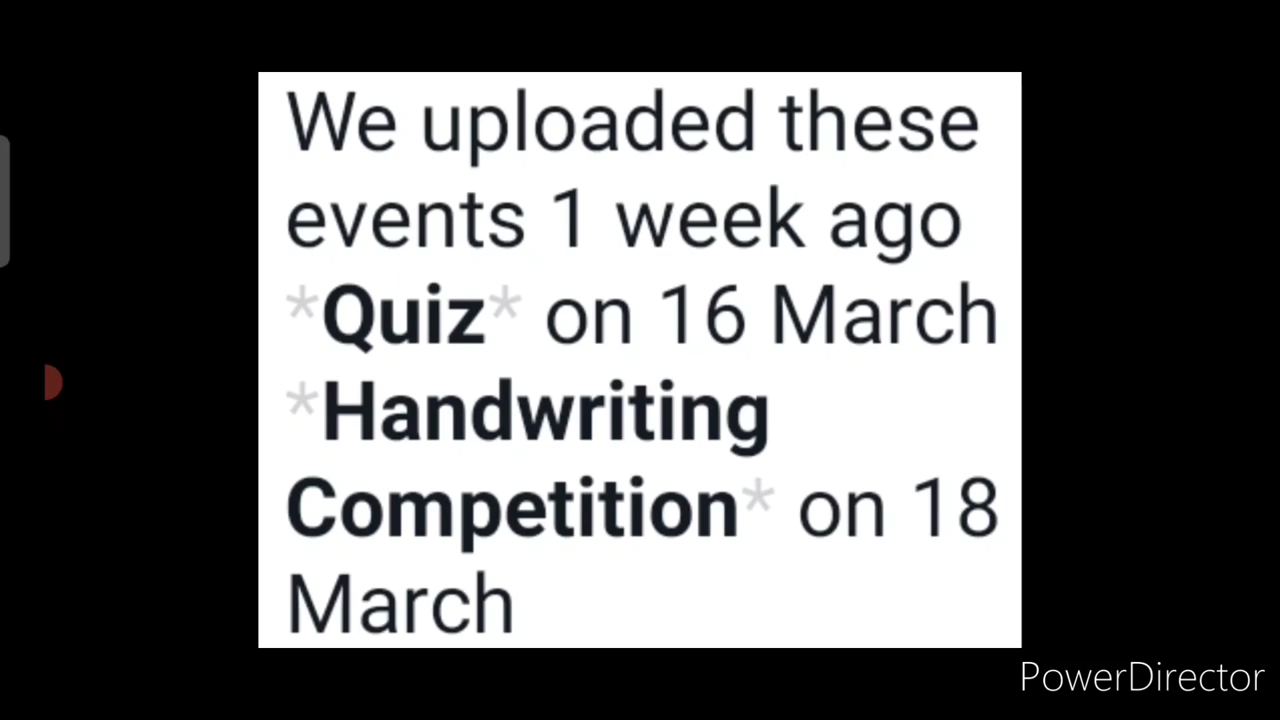 We uploaded these
events 1 week ago
*Quiz* on 16 March
*Handwriting
Competition* on 18
March
PowerDirector